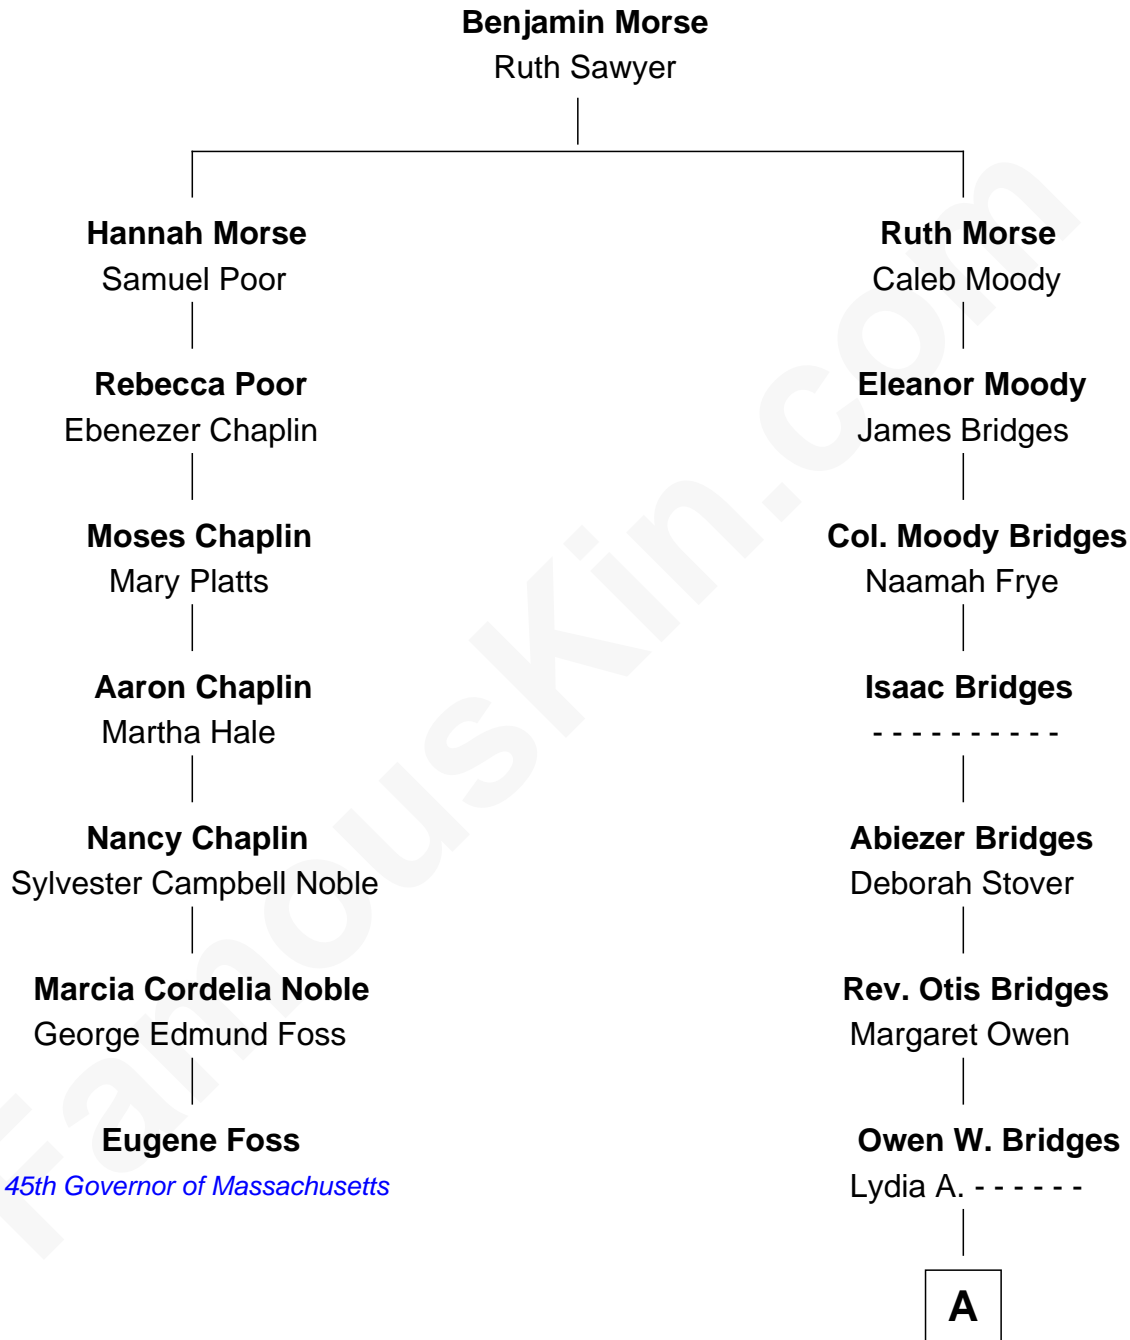 Benjamin Morse
Ruth Sawyer
Hannah Morse
Samuel Poor
Ruth Morse
Caleb Moody
Rebecca Poor
Ebenezer Chaplin
Eleanor Moody
James Bridges
Moses Chaplin
Mary Platts
Col. Moody Bridges
Naamah Frye
Aaron Chaplin
Martha Hale
Isaac Bridges
- - - - - - - - - -
Nancy Chaplin
Sylvester Campbell Noble
Abiezer Bridges
Deborah Stover
Marcia Cordelia Noble
George Edmund Foss
Rev. Otis Bridges
Margaret Owen
Eugene Foss
45th Governor of Massachusetts
Owen W. Bridges
Lydia A. - - - - - -
A
FamousKin.com